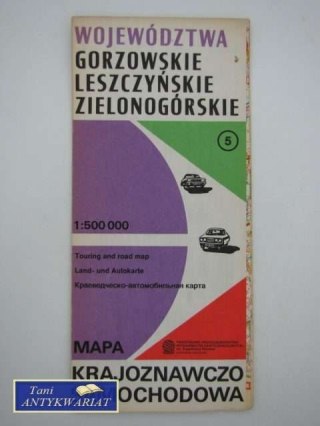 WOJEWÓDZTWA
GORZOWSKIE
LESZCZYŃSKIE
ZIELONOGÓRSKIE
5
1:500 000
Touring and road map
Land- und Autokarte
Краеведческо-автомобильная карта
MAPA
KRAJOZNAWCZO
OCHODOWA
Tani
ANTYKWARIAT